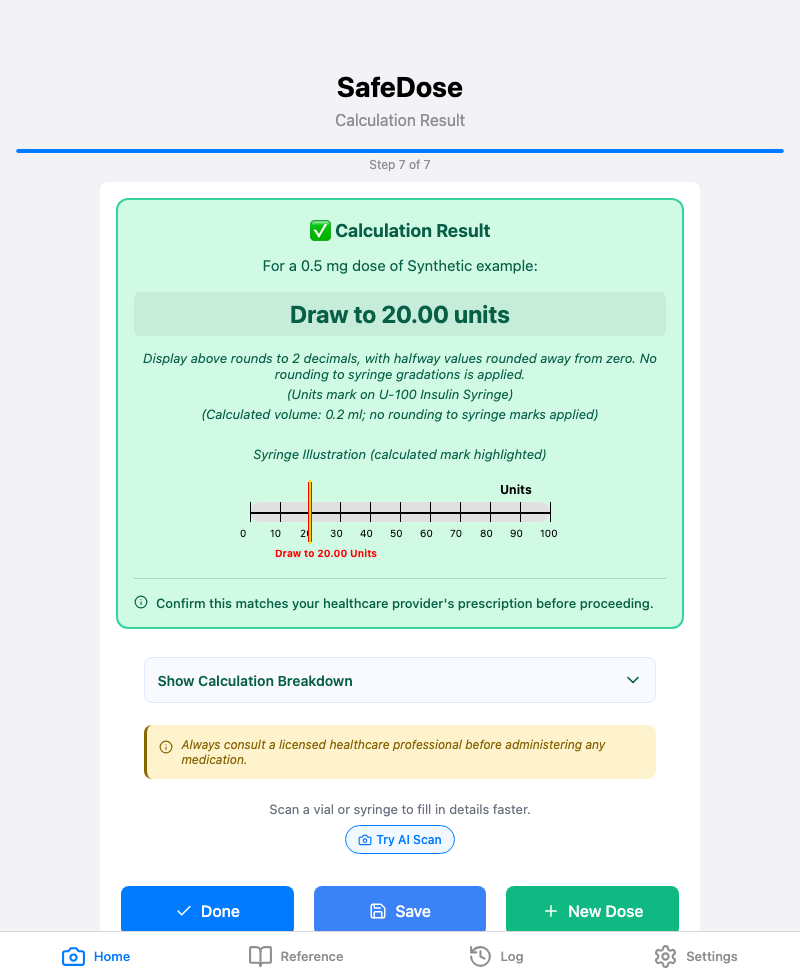 SafeDose
Calculation Result
Step 7 of 7
✅ Calculation Result
For a 0.5 mg dose of Synthetic example:
Draw to 20.00 units
Display above rounds to 2 decimals, with halfway values rounded away from zero. No
rounding to syringe gradations is applied.
(Units mark on U-100 Insulin Syringe)
(Calculated volume: 0.2 ml; no rounding to syringe marks applied)
Syringe Illustration (calculated mark highlighted)
Units
0 10 20 30 40 50 60 70 80 90 100
Draw to 20.00 Units
Confirm this matches your healthcare provider's prescription before proceeding.
Show Calculation Breakdown
Always consult a licensed healthcare professional before administering any
medication.
Scan a vial or syringe to fill in details faster.
Try AI Scan
Done Save New Dose
Home Reference Log Settings